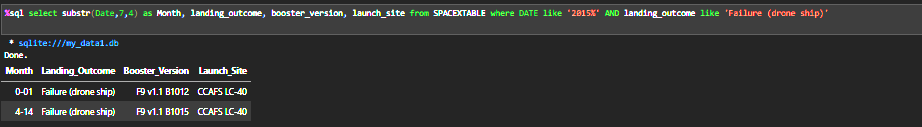 %sql select substr(Date,7,4) as Month, landing_outcome, booster_version, launch_site from SPACEXTABLE where DATE like '2015%' AND landing_outcome like 'Failure (drone ship)'
* sqlite:///my_data1.db
Done.
Month Landing_Outcome Booster_Version Launch_Site
0-01 Failure (drone ship) F9 v1.1 B1012 CCAFS LC-40
4-14 Failure (drone ship) F9 v1.1 B1015 CCAFS LC-40